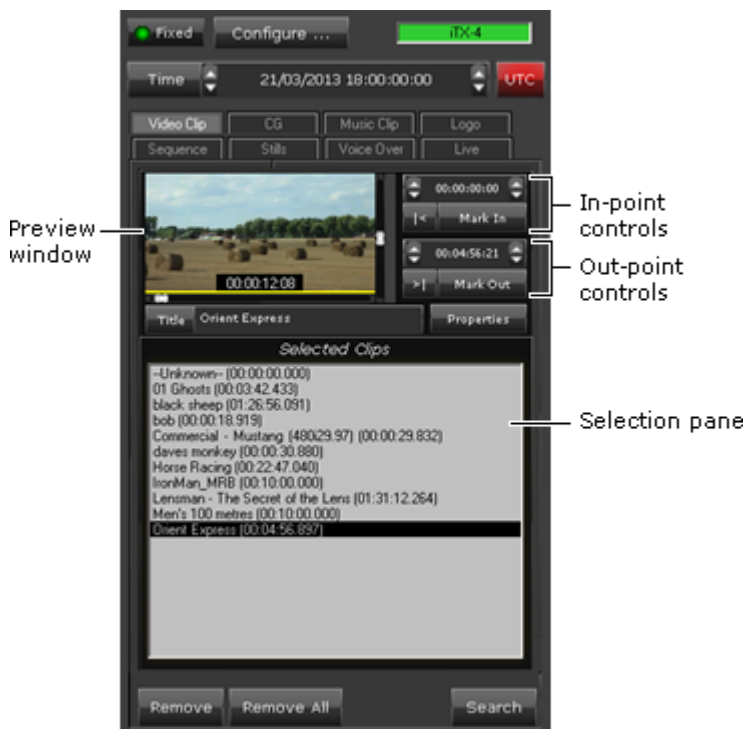 Fixed Configure ... iTX-4
Time 21/03/2013 18:00:00:00 UTC
Video Clip CG Music Clip Logo
Sequence Stills Voice Over Live
00:00:00:00
|< Mark In
In-point
controls
Preview
window
00:04:56:21
>| Mark Out
Out-point
controls
00:00:12:08
Title Orient Express Properties
Selected Clips
--Unknown-- (00:00:00.000)
01 Ghosts (00:03:42.433)
black sheep (01:26:56.091)
bob (00:00:18.919)
Commercial - Mustang (480i29.97) (00:00:29.832)
daves monkey (00:00:30.880)
Horse Racing (00:22:47.040)
IronMan_MRB (00:10:00.000)
Lensman - The Secret of the Lens (01:31:12.264)
Men's 100 metres (00:10:00.000)
Orient Express (00:04:56.897)
Selection pane
Remove Remove All Search